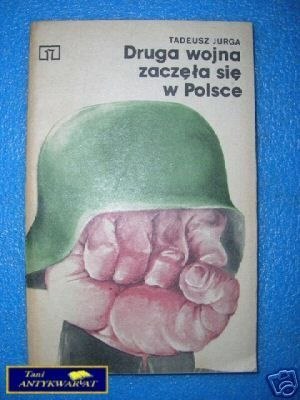 TADEUSZ JURGA
Druga wojna
zaczęła się
w Polsce
Tani
ANTYKWARIAT